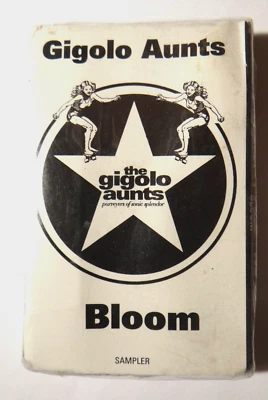 Gigolo Aunts
the
gigolo
aunts
purveyors of sonic splendor
Bloom
SAMPLER